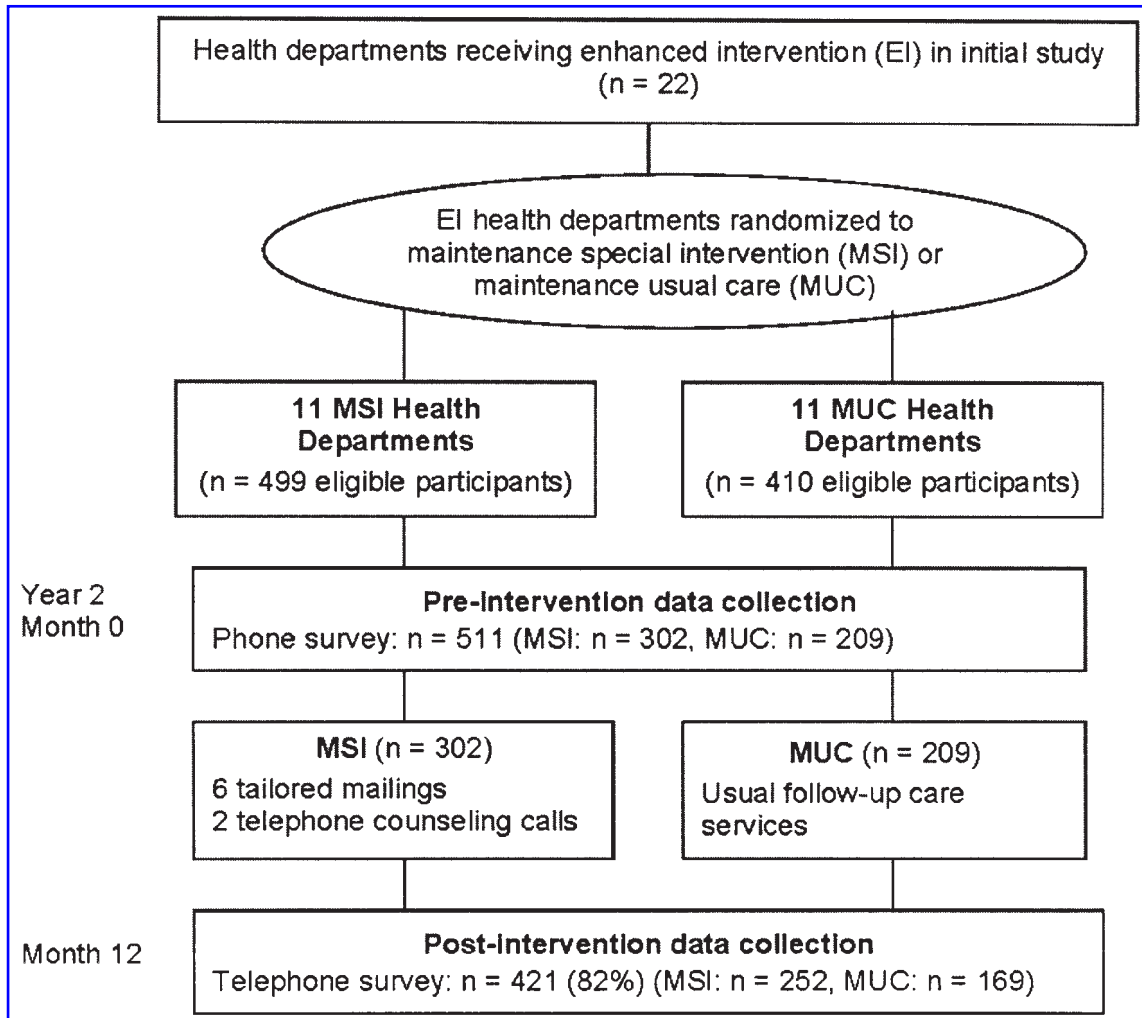 Health departments receiving enhanced intervention (EI) in initial study
(n = 22)
EI health departments randomized to
maintenance special intervention (MSI) or
maintenance usual care (MUC)
11 MSI Health
Departments
(n = 499 eligible participants)
11 MUC Health
Departments
(n = 410 eligible participants)
Year 2
Month 0
Pre-intervention data collection
Phone survey: n = 511 (MSI: n = 302, MUC: n = 209)
MSI (n = 302)
6 tailored mailings
2 telephone counseling calls
MUC (n = 209)
Usual follow-up care
services
Month 12
Post-intervention data collection
Telephone survey: n = 421 (82%) (MSI: n = 252, MUC: n = 169)